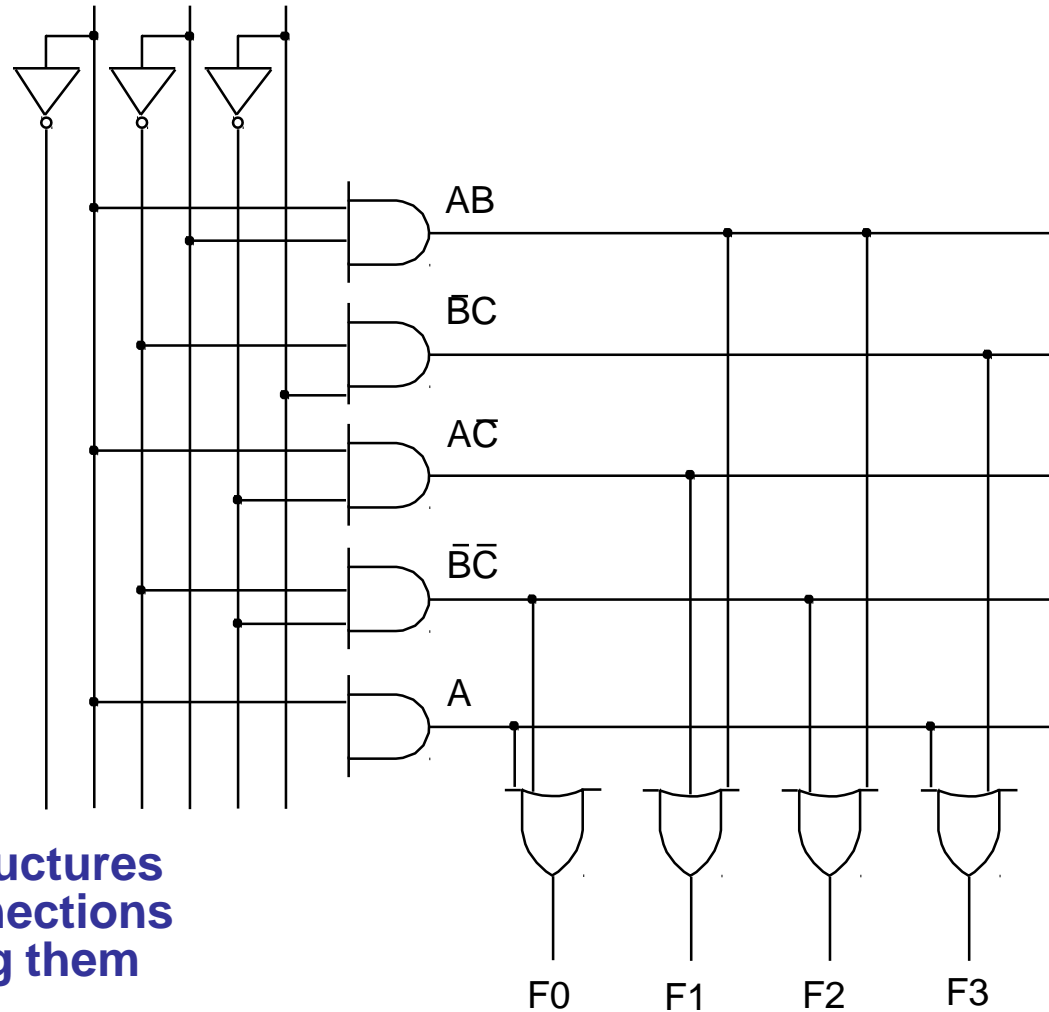 AB
B̅C
AC̅
B̅C̅
A
uctures
nections
g them
F0 F1 F2 F3